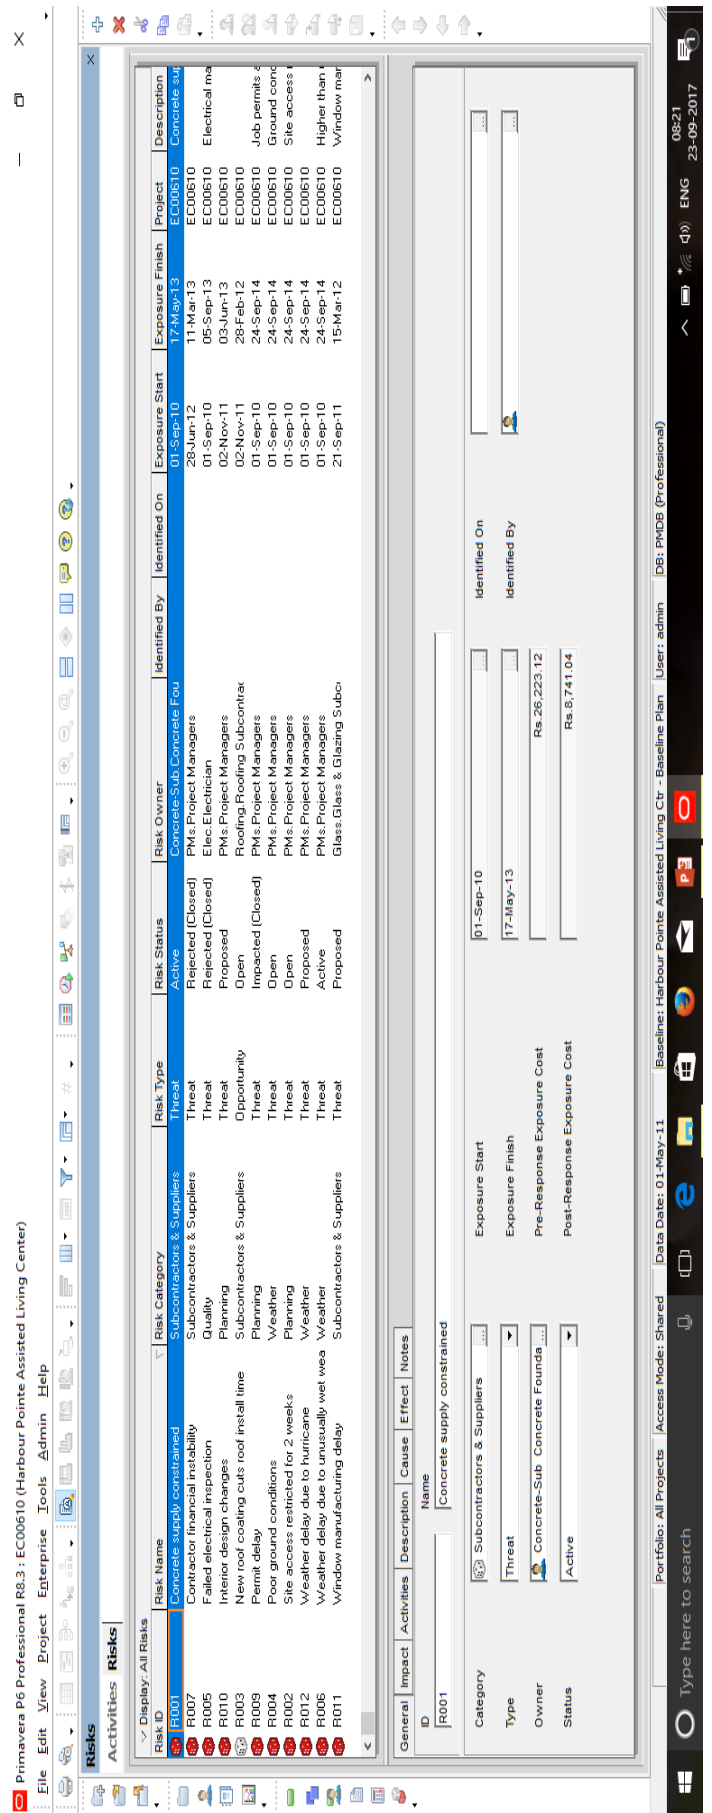 Primavera P6 Professional R8.3 : EC00610 (Harbour Pointe Assisted Living Center)
File Edit View Project Enterprise Tools Admin Help
Risks
Activities Risks
Display: All Risks
Risk ID Risk Name Risk Category Risk Type Risk Status Risk Owner Identified By Identified On Exposure Start Exposure Finish Project Description
R001 Concrete supply constrained Subcontractors & Suppliers Threat Active Concrete-Sub.Concrete Fou 01-Sep-10 17-May-13 EC00610 Concrete sup
R007 Contractor financial instability Subcontractors & Suppliers Threat Rejected (Closed) PMs.Project Managers 28-Jun-12 11-Mar-13 EC00610
R005 Failed electrical inspection Quality Threat Rejected (Closed) Elec.Electrician 01-Sep-10 05-Sep-13 EC00610 Electrical ma
R010 Interior design changes Planning Threat Proposed PMs.Project Managers 02-Nov-11 03-Jun-13 EC00610
R003 New roof coating cuts roof install time Subcontractors & Suppliers Opportunity Open Roofing.Roofing Subcontrac 02-Nov-11 28-Feb-12 EC00610
R009 Permit delay Planning Threat Impacted (Closed) PMs.Project Managers 01-Sep-10 24-Sep-14 EC00610 Job permits a
R004 Poor ground conditions Weather Threat Open PMs.Project Managers 01-Sep-10 24-Sep-14 EC00610 Ground conc
R002 Site access restricted for 2 weeks Planning Threat Open PMs.Project Managers 01-Sep-10 24-Sep-14 EC00610 Site access
R012 Weather delay due to hurricane Weather Threat Proposed PMs.Project Managers 01-Sep-10 24-Sep-14 EC00610
R006 Weather delay due to unusually wet wea Weather Threat Active PMs.Project Managers 01-Sep-10 24-Sep-14 EC00610 Higher than
R011 Window manufacturing delay Subcontractors & Suppliers Threat Proposed Glass.Glass & Glazing Subc 21-Sep-11 15-Mar-12 EC00610 Window mar
General Impact Activities Description Cause Effect Notes
ID Name
R001 Concrete supply constrained
Category Subcontractors & Suppliers ... Exposure Start 01-Sep-10 ... Identified On ...
Type Threat Exposure Finish 17-May-13 ... Identified By ...
Owner Concrete-Sub Concrete Founda ... Pre-Response Exposure Cost Rs.26,223.12
Status Active Post-Response Exposure Cost Rs.8,741.04
Portfolio: All Projects Access Mode: Shared Data Date: 01-May-11 Baseline: Harbour Pointe Assisted Living Ctr - Baseline Plan User: admin DB: PMDB (Professional)
Type here to search ENG 08:21
23-09-2017